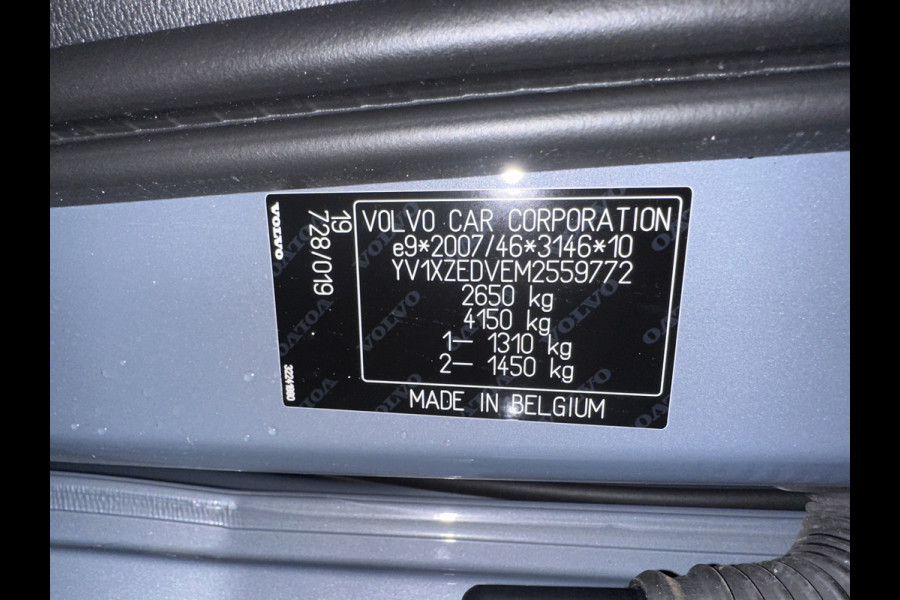 VOLVO
19
728/019
32241880
VOLVO CAR CORPORATION
e9*2007/46*3146*10
YV1XZEDVEM2559772
2650 kg
4150 kg
1— 1310 kg
2— 1450 kg
MADE IN BELGIUM